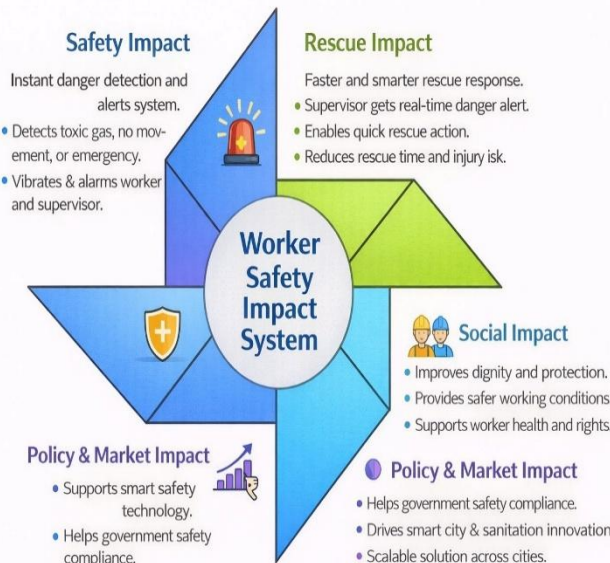 Safety Impact
Instant danger detection and
alerts system.
• Detects toxic gas, no mov-
ement, or emergency.
• Vibrates & alarms worker
and supervisor.
Rescue Impact
Faster and smarter rescue response.
• Supervisor gets real-time danger alert.
• Enables quick rescue action.
• Reduces rescue time and injury isk.
Worker
Safety
Impact
System
Social Impact
• Improves dignity and protection.
• Provides safer working conditions
• Supports worker health and rights.
Policy & Market Impact
• Supports smart safety
technology.
• Helps government safety
compliance.
Policy & Market Impact
• Helps government safety compliance.
• Drives smart city & sanitation innovation
• Scalable solution across cities.